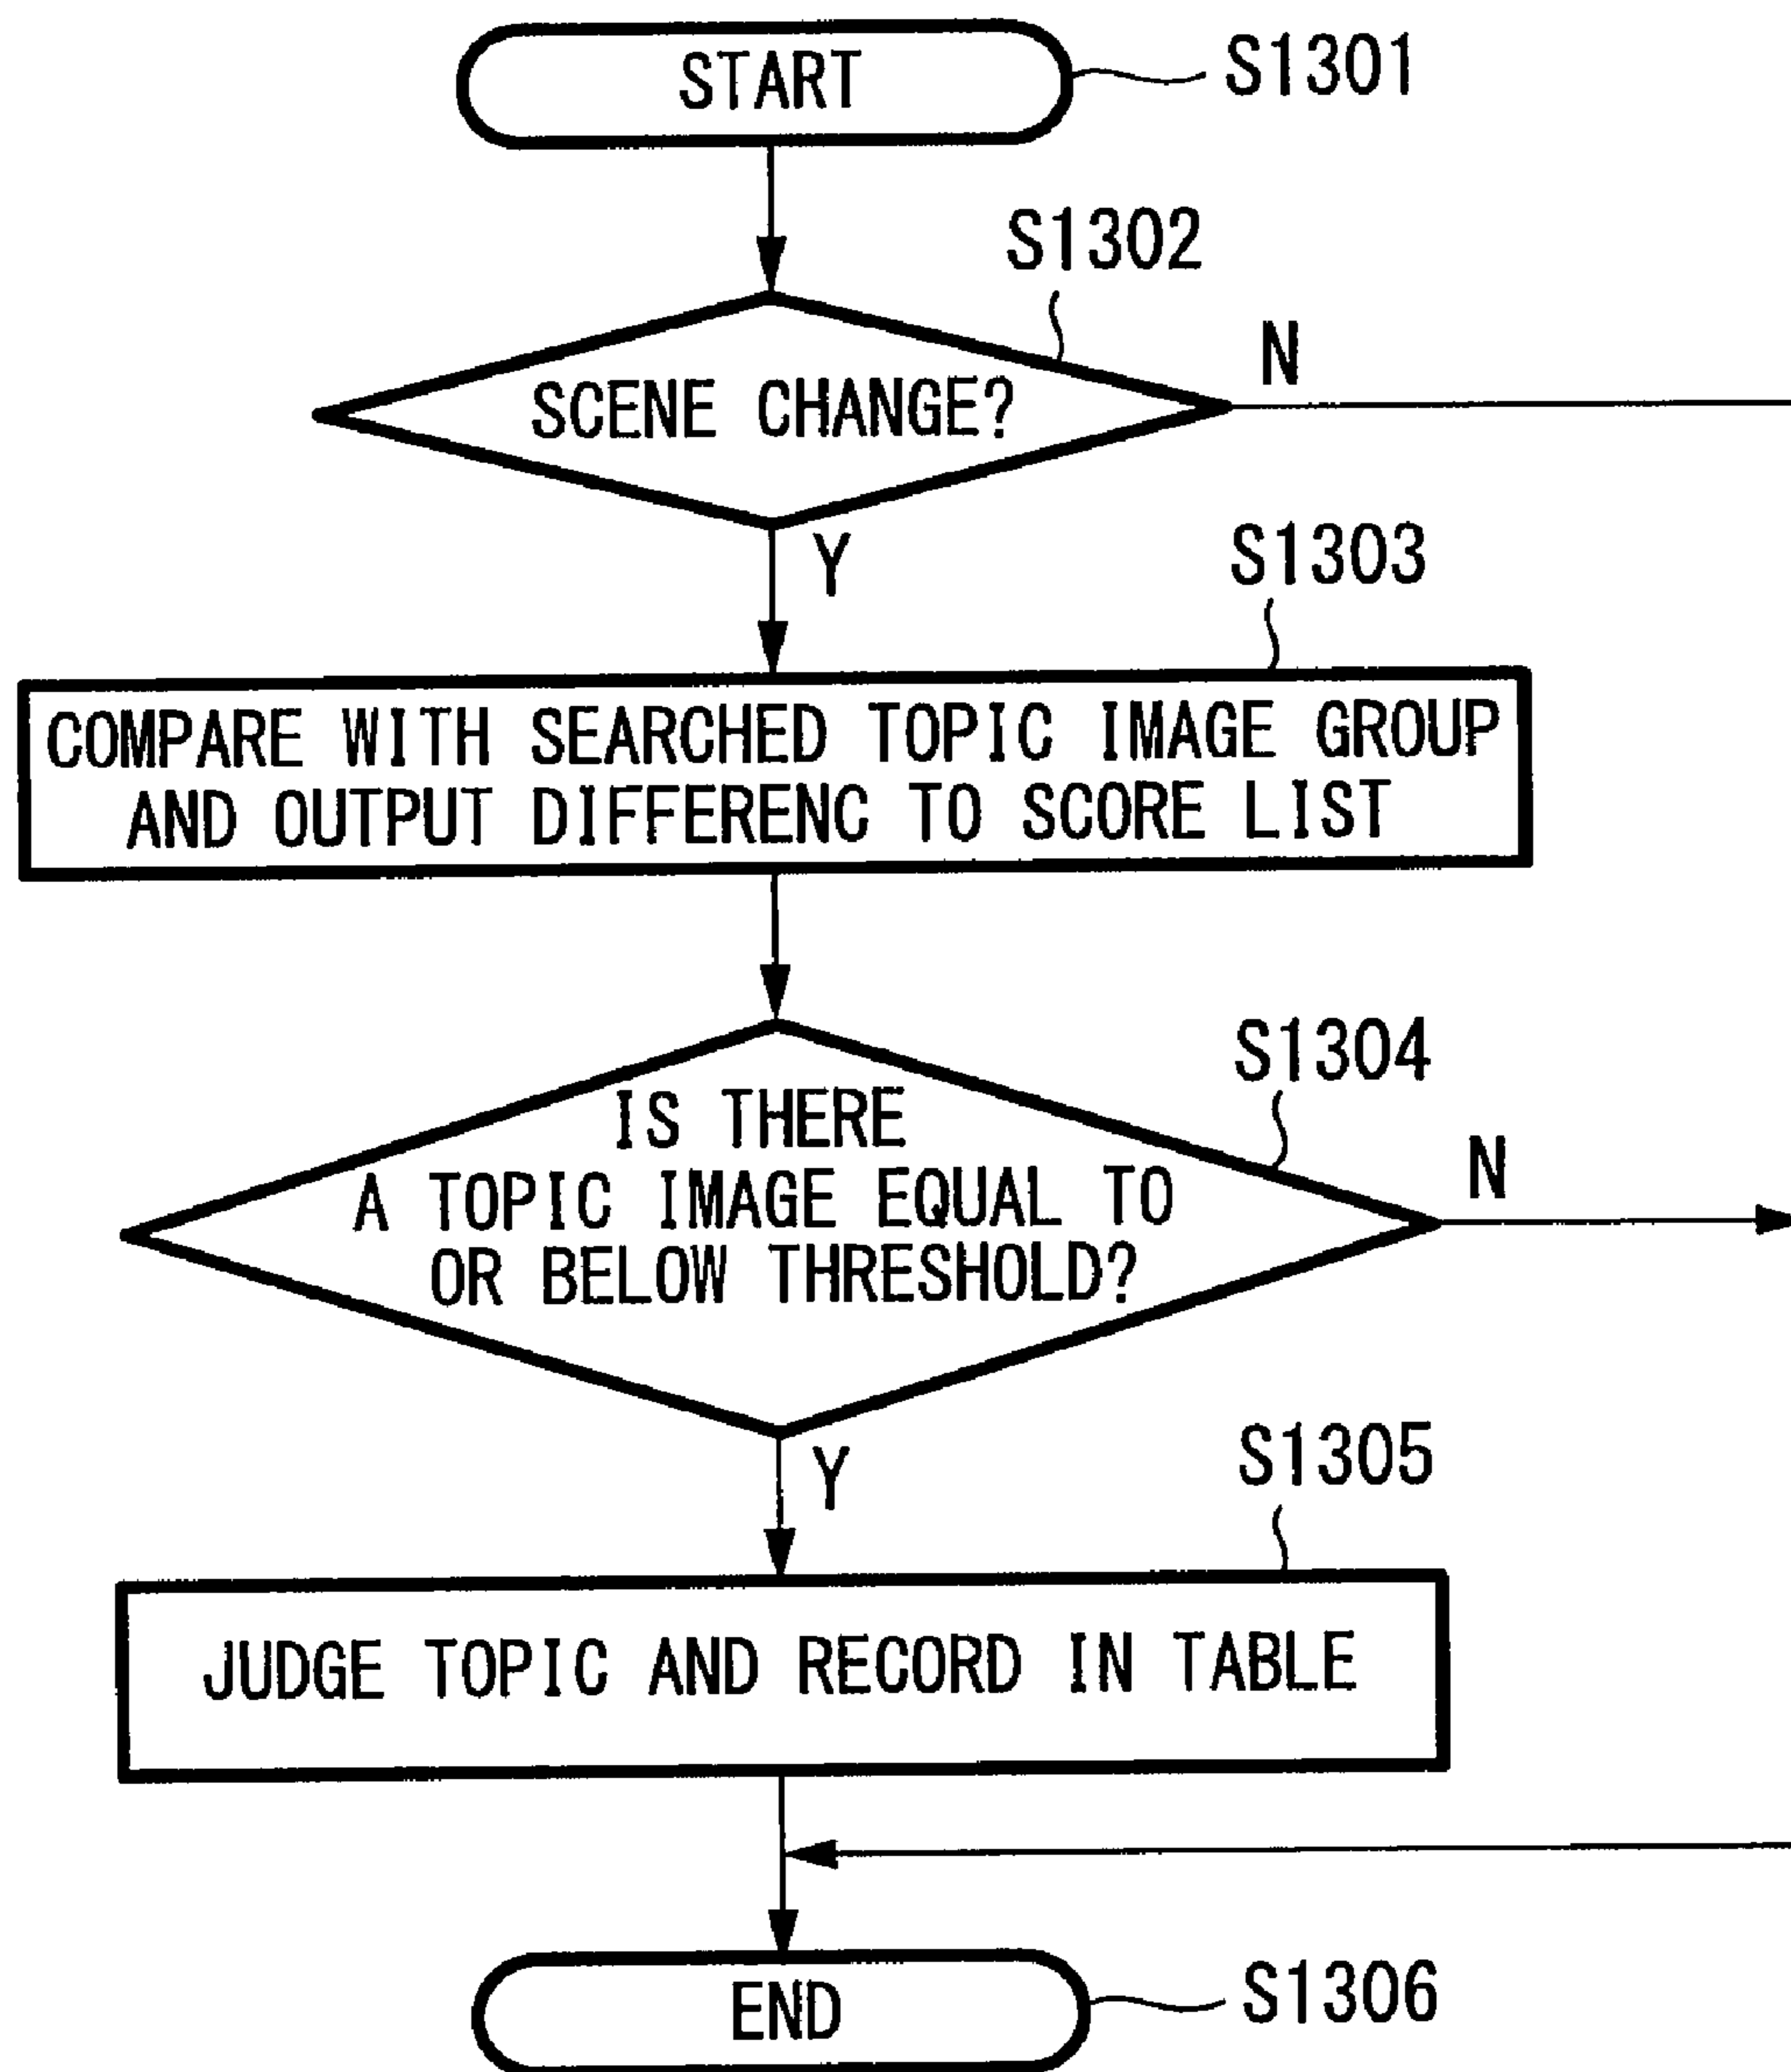 START
S1301
S1302
SCENE CHANGE?
N
Y
S1303
COMPARE WITH SEARCHED TOPIC IMAGE GROUP
AND OUTPUT DIFFERENC TO SCORE LIST
S1304
IS THERE
A TOPIC IMAGE EQUAL TO
OR BELOW THRESHOLD?
N
Y
S1305
JUDGE TOPIC AND RECORD IN TABLE
END
S1306